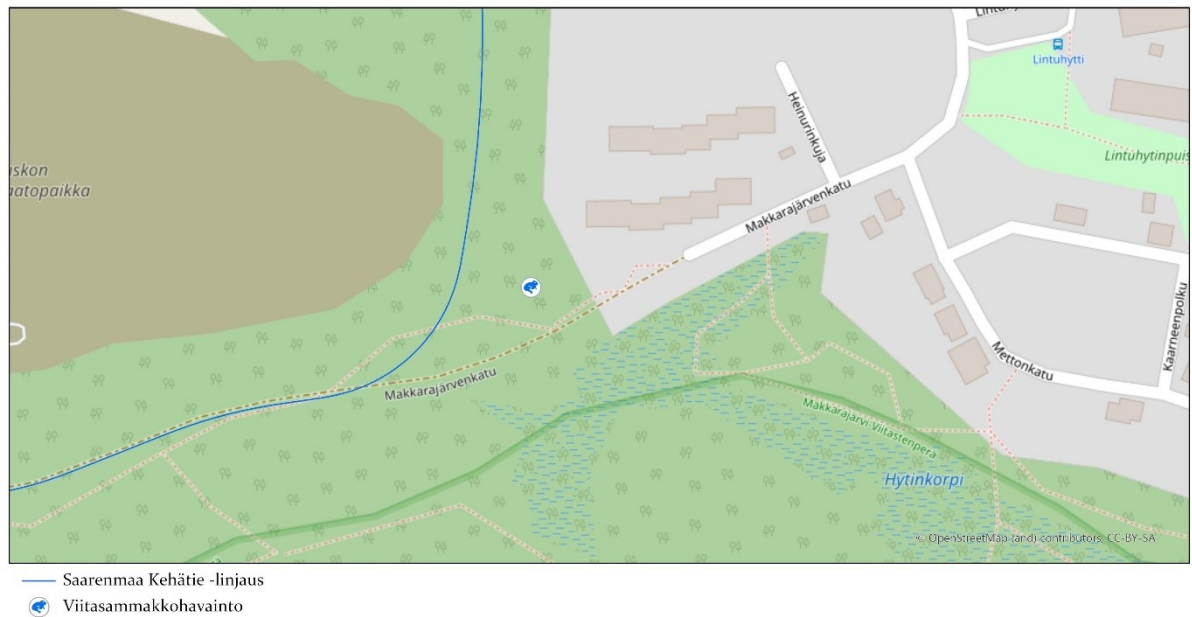 Lintuhytti
Heinurinkuja
Lintuhytinpuis
skon
aatopaikka
Makkarajärvenkatu
Kaarneenpolku
Mettonkatu
Makkarajärvenkatu
Makkarajärvi Viitastenperä
Hytinkorpi
© OpenStreetMap (and) contributors, CC-BY-SA
Saarenmaa Kehätie -linjaus
Viitasammakkohavainto